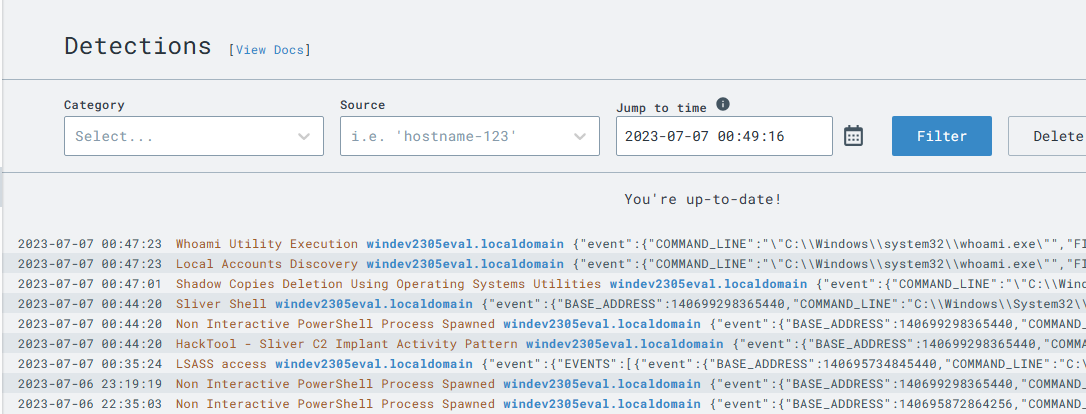 Detections [View Docs]
Category Source Jump to time
Select... i.e. 'hostname-123' 2023-07-07 00:49:16 Filter Delete
You're up-to-date!
2023-07-07 00:47:23 Whoami Utility Execution windev2305eval.localdomain {"event":{"COMMAND_LINE":"\"C:\\Windows\\system32\\whoami.exe\"","FI
2023-07-07 00:47:23 Local Accounts Discovery windev2305eval.localdomain {"event":{"COMMAND_LINE":"\"C:\\Windows\\system32\\whoami.exe\"","FI
2023-07-07 00:47:01 Shadow Copies Deletion Using Operating Systems Utilities windev2305eval.localdomain {"event":{"COMMAND_LINE":"\"C:\\Wind
2023-07-07 00:44:20 Sliver Shell windev2305eval.localdomain {"event":{"BASE_ADDRESS":140699298365440,"COMMAND_LINE":"C:\\Windows\\System32\\
2023-07-07 00:44:20 Non Interactive PowerShell Process Spawned windev2305eval.localdomain {"event":{"BASE_ADDRESS":140699298365440,"COMMAND_
2023-07-07 00:44:20 HackTool - Sliver C2 Implant Activity Pattern windev2305eval.localdomain {"event":{"BASE_ADDRESS":140699298365440,"COMMA
2023-07-07 00:35:24 LSASS access windev2305eval.localdomain {"event":{"EVENTS":[{"event":{"BASE_ADDRESS":140695734845440,"COMMAND_LINE":"C:\
2023-07-06 23:19:19 Non Interactive PowerShell Process Spawned windev2305eval.localdomain {"event":{"BASE_ADDRESS":140699298365440,"COMMAND_
2023-07-06 22:35:03 Non Interactive PowerShell Process Spawned windev2305eval.localdomain {"event":{"BASE_ADDRESS":140695872864256,"COMMAND_